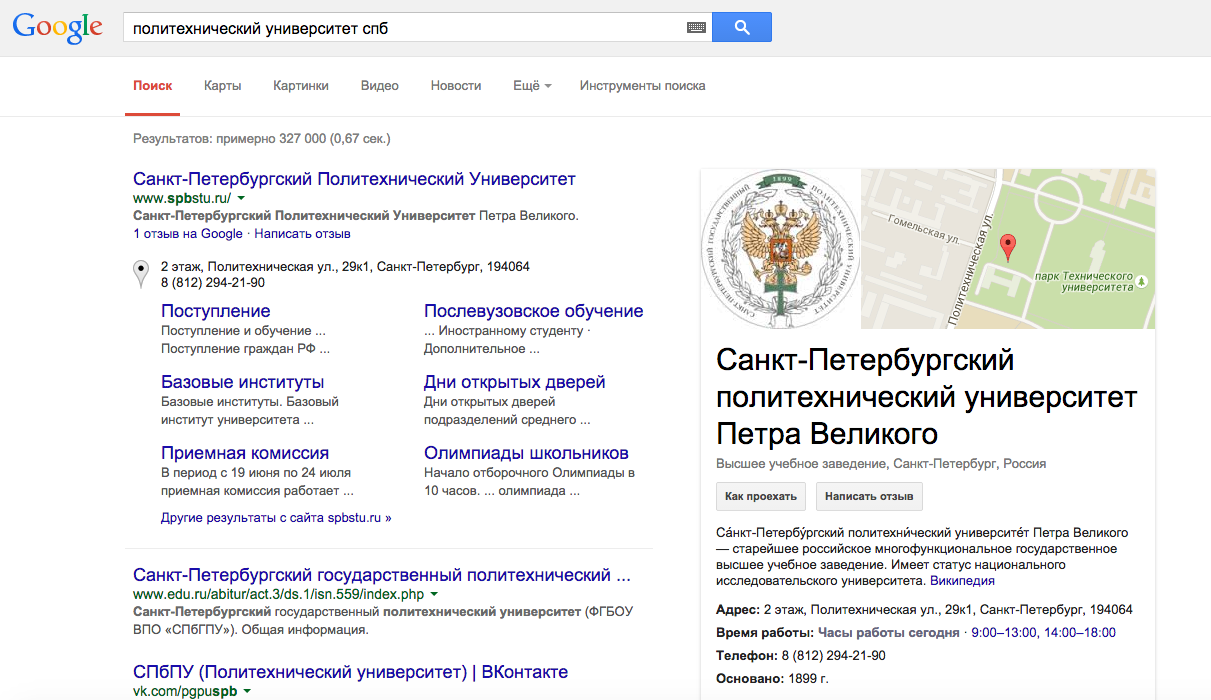 Google
политехнический университет спб
Поиск Карты Картинки Видео Новости Ещё Инструменты поиска
Результатов: примерно 327 000 (0,67 сек.)
Санкт-Петербургский Политехнический Университет
www.spbstu.ru/
Санкт-Петербургский Политехнический Университет Петра Великого.
1 отзыв на Google · Написать отзыв
2 этаж, Политехническая ул., 29к1, Санкт-Петербург, 194064
8 (812) 294-21-90
Поступление
Поступление и обучение ...
Поступление граждан РФ ...
Послевузовское обучение
... Иностранному студенту ·
Дополнительное ...
Базовые институты
Базовые институты. Базовый
институт университета ...
Дни открытых дверей
Дни открытых дверей
подразделений среднего ...
Приемная комиссия
В период с 19 июня по 24 июля
приемная комиссия работает ...
Олимпиады школьников
Начало отборочного Олимпиады в
10 часов. ... олимпиада ...
Другие результаты с сайта spbstu.ru »
Санкт-Петербургский государственный политехнический ...
www.edu.ru/abitur/act.3/ds.1/isn.559/index.php
Санкт-Петербургский государственный политехнический университет (ФГБОУ
ВПО «СПбГПУ»). Общая информация.
СПбПУ (Политехнический университет) | ВКонтакте
vk.com/pgpuspb
1899
САНКТ-ПЕТЕРБУРГСКИЙ ГОСУДАРСТВЕННЫЙ ПОЛИТЕХНИЧЕСКИЙ УНИВЕРСИТЕТ
Гомельская ул.
Политехническая ул.
парк Технического
университета
Санкт-Петербургский
политехнический университет
Петра Великого
Высшее учебное заведение, Санкт-Петербург, Россия
Как проехать
Написать отзыв
Са́нкт-Петербу́ргский политехни́ческий университе́т Петра Великого
— старейшее российское многофункциональное государственное
высшее учебное заведение. Имеет статус национального
исследовательского университета. Википедия
Адрес: 2 этаж, Политехническая ул., 29к1, Санкт-Петербург, 194064
Время работы: Часы работы сегодня · 9:00–13:00, 14:00–18:00
Телефон: 8 (812) 294-21-90
Основано: 1899 г.